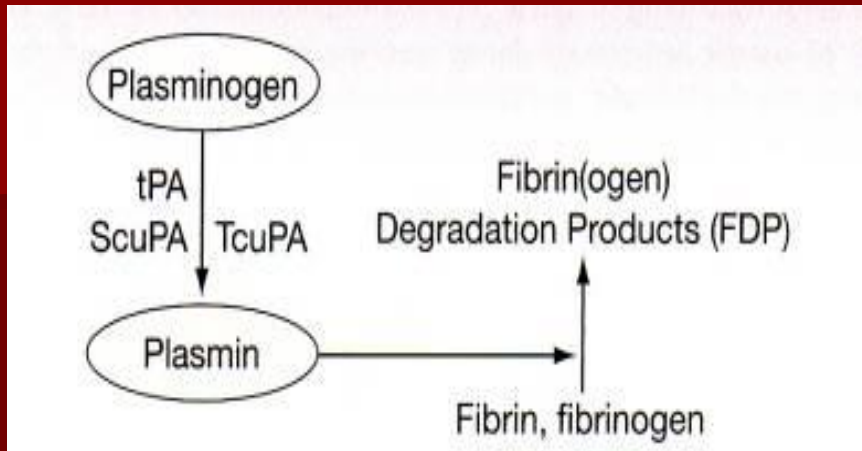 Plasminogen
tPA
ScuPA TcuPA
Fibrin(ogen)
Degradation Products (FDP)
Plasmin
Fibrin, fibrinogen